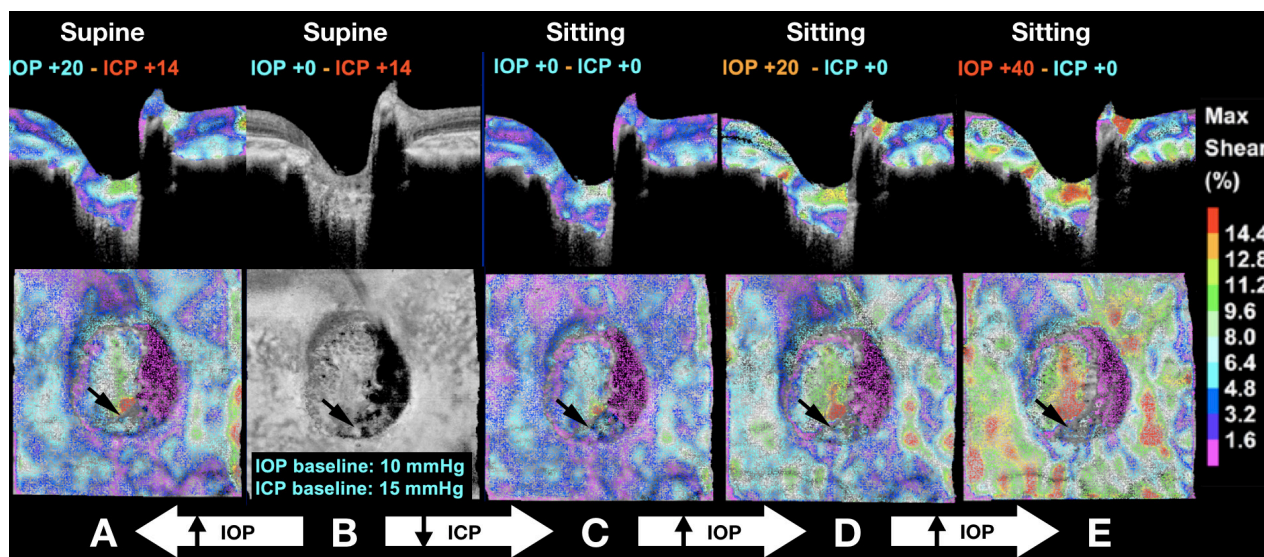 Supine
Supine
Sitting
Sitting
Sitting
IOP +20 - ICP +14
IOP +0 - ICP +14
IOP +0 - ICP +0
IOP +20 - ICP +0
IOP +40 - ICP +0
Max
Shear
(%)
14.4
12.8
11.2
9.6
8.0
6.4
4.8
3.2
1.6
IOP baseline: 10 mmHg
ICP baseline: 15 mmHg
A
IOP
B
ICP
C
IOP
D
IOP
E